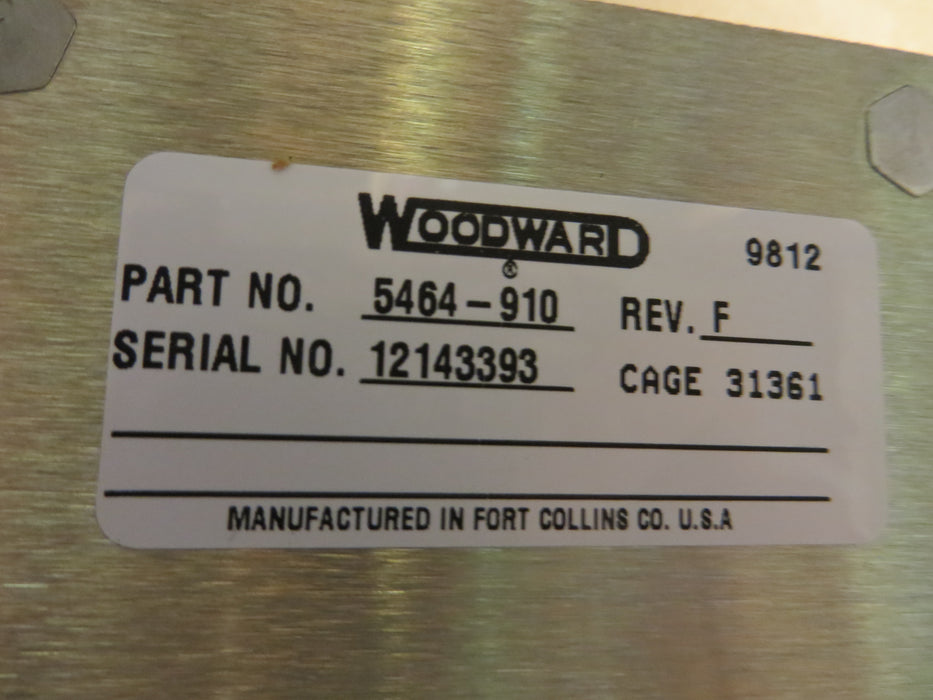 WOODWARD
®
9812
PART NO. 5464-910 REV. F
SERIAL NO. 12143393 CAGE 31361
MANUFACTURED IN FORT COLLINS CO. U.S.A